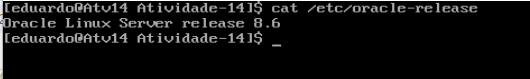 [eduardo@Atv14 Atividade-14]$ cat /etc/oracle-release
Oracle Linux Server release 8.6
[eduardo@Atv14 Atividade-14]$ _